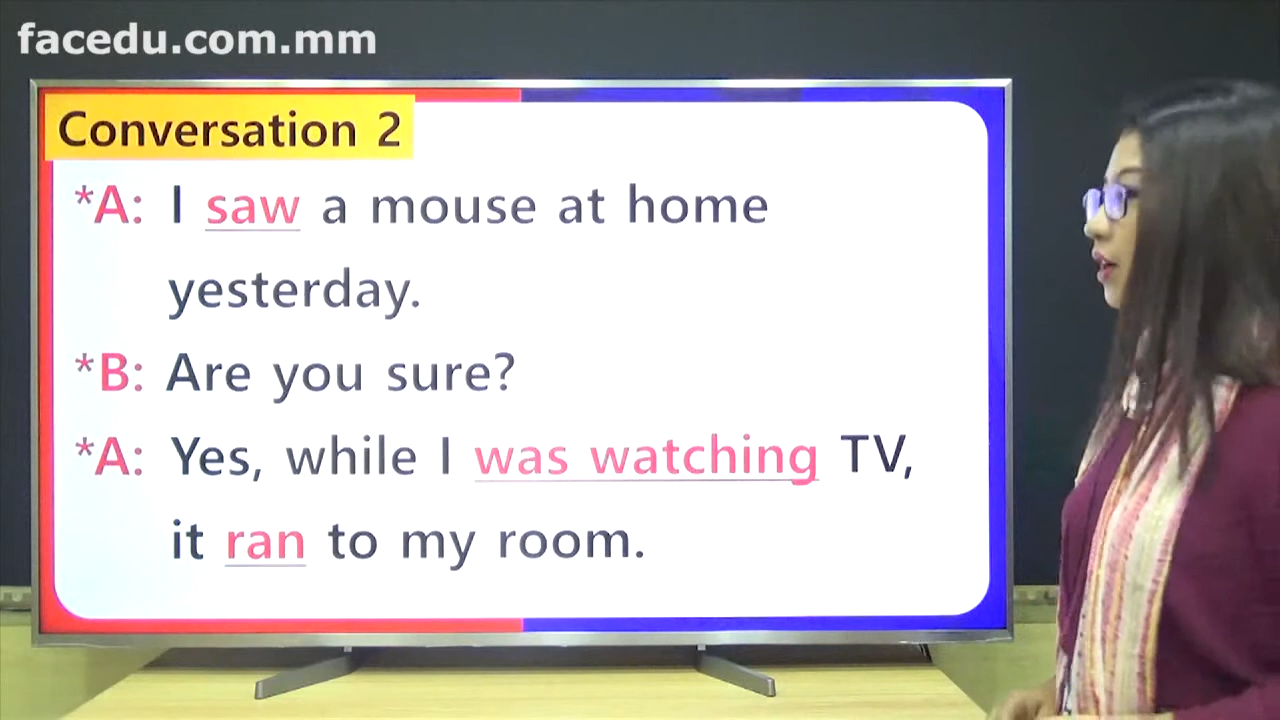 facedu.com.mm
Conversation 2
*A: I saw a mouse at home
yesterday.
*B: Are you sure?
*A: Yes, while I was watching TV,
it ran to my room.